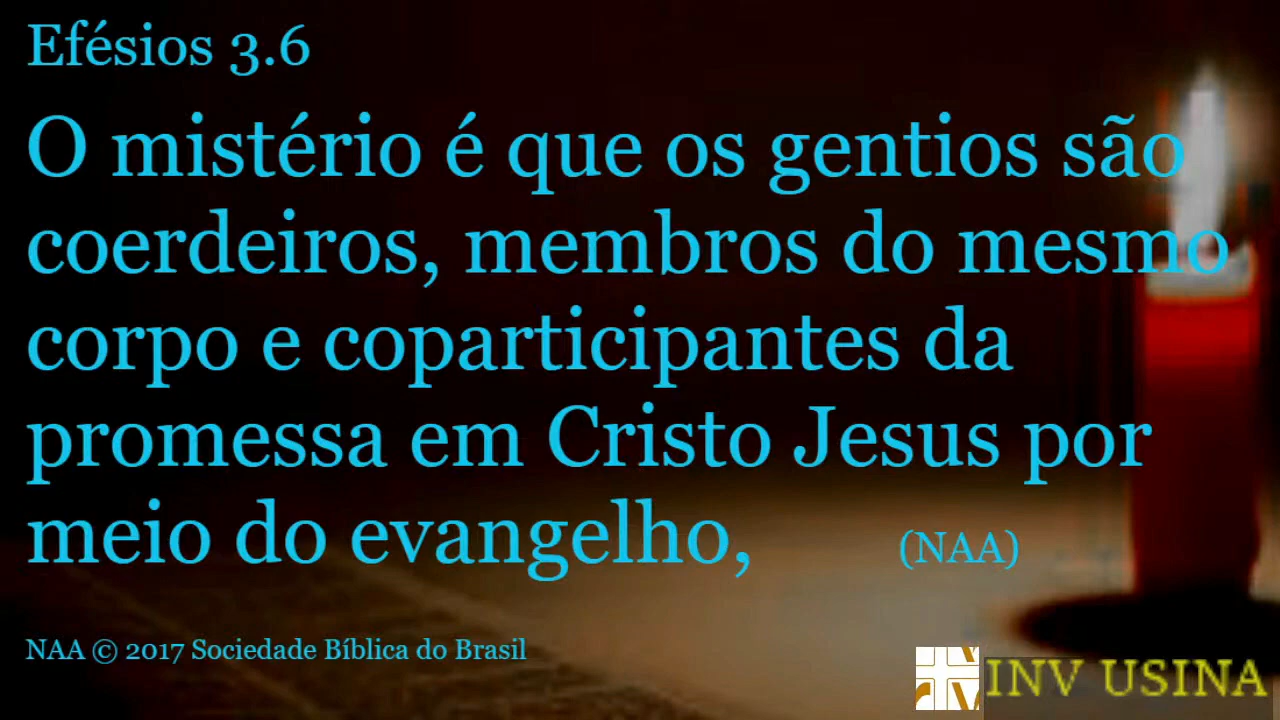 Efésios 3.6
O mistério é que os gentios são
coerdeiros, membros do mesmo
corpo e coparticipantes da
promessa em Cristo Jesus por
meio do evangelho, (NAA)
NAA © 2017 Sociedade Bíblica do Brasil
INV USINA